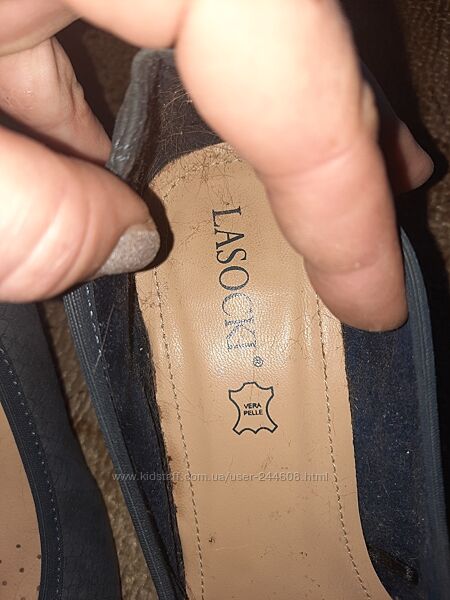 LASOCKI®
VERA
PELLE
www.kidstaff.com.ua/user-244608.html